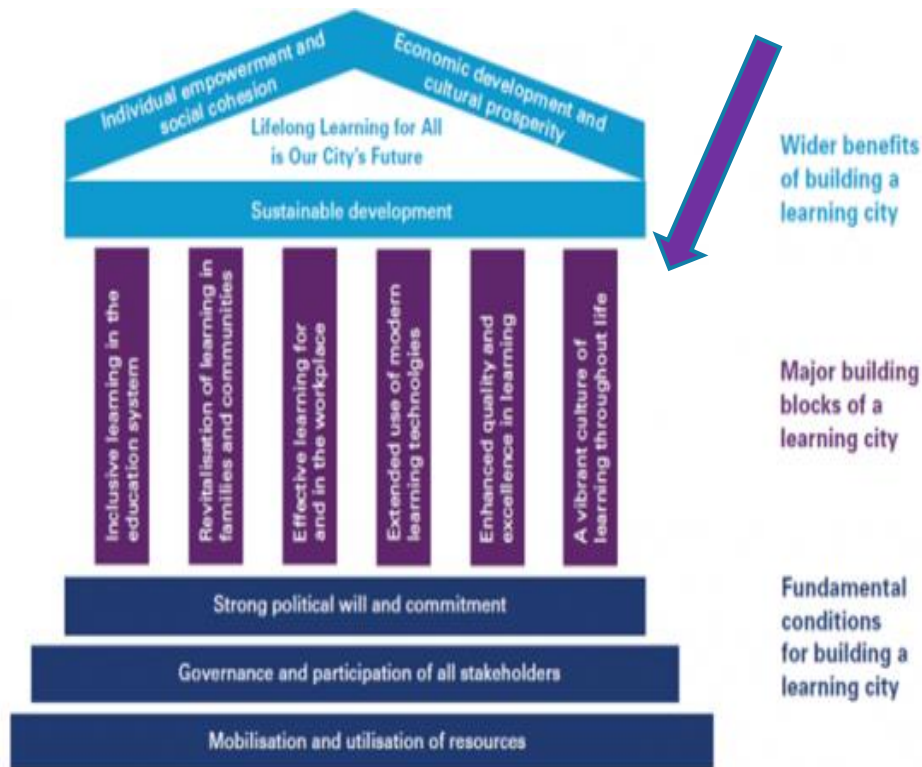 Individual empowerment and
social cohesion
Economic development and
cultural prosperity
Lifelong Learning for All
is Our City's Future
Sustainable development
Wider benefits
of building a
learning city
Inclusive learning in the
education system
Revitalisation of learning in
families and communities
Effective learning for
and in the workplace
Extended use of modern
learning technolgies
Enhanced quality and
excellence in learning
A vibrant culture of
learning throughout life
Major building
blocks of a
learning city
Strong political will and commitment
Governance and participation of all stakeholders
Mobilisation and utilisation of resources
Fundamental
conditions
for building a
learning city